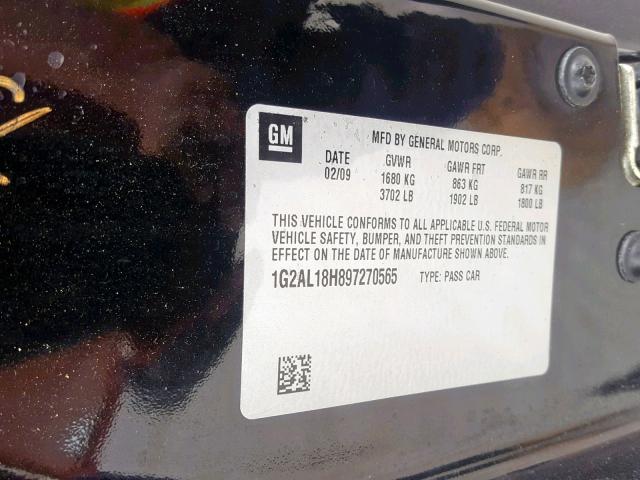 GM
MFD BY GENERAL MOTORS CORP.
DATE GVWR GAWR FRT GAWR RR
02/09 1680 KG 863 KG 817 KG
3702 LB 1902 LB 1800 LB
THIS VEHICLE CONFORMS TO ALL APPLICABLE U.S. FEDERAL MOTOR
VEHICLE SAFETY, BUMPER, AND THEFT PREVENTION STANDARDS IN
EFFECT ON THE DATE OF MANUFACTURE SHOWN ABOVE.
1G2AL18H897270565 TYPE: PASS CAR